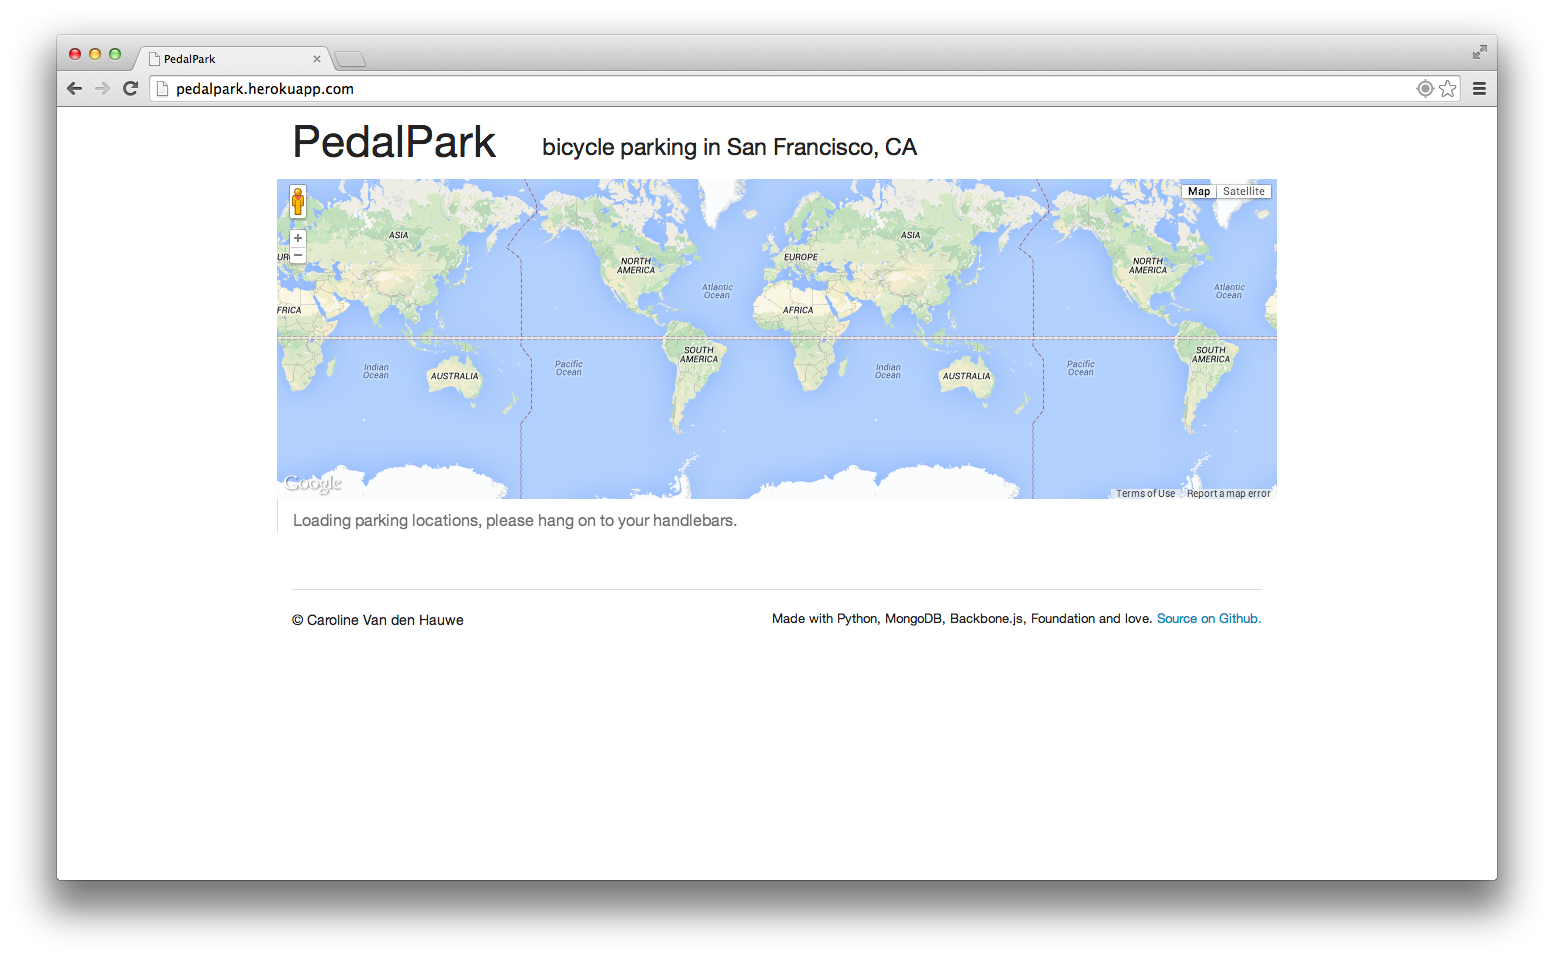 PedalPark
pedalpark.herokuapp.com
PedalPark
bicycle parking in San Francisco, CA
Map
Satellite
+
−
ASIA
ASIA
EUROPE
NORTH
AMERICA
NORTH
AMERICA
Atlantic
Ocean
Atlantic
Ocean
FRICA
AFRICA
SOUTH
AMERICA
SOUTH
AMERICA
Indian
Ocean
AUSTRALIA
Pacific
Ocean
Indian
Ocean
AUSTRALIA
Pacific
Ocean
Google
Terms of Use
Report a map error
Loading parking locations, please hang on to your handlebars.
© Caroline Van den Hauwe
Made with Python, MongoDB, Backbone.js, Foundation and love. Source on Github.